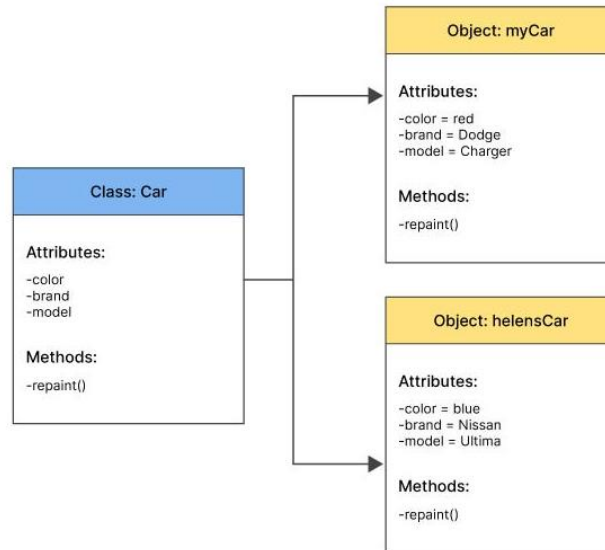 Class: Car
Attributes:
-color
-brand
-model
Methods:
-repaint()
Object: myCar
Attributes:
-color = red
-brand = Dodge
-model = Charger
Methods:
-repaint()
Object: helensCar
Attributes:
-color = blue
-brand = Nissan
-model = Ultima
Methods:
-repaint()